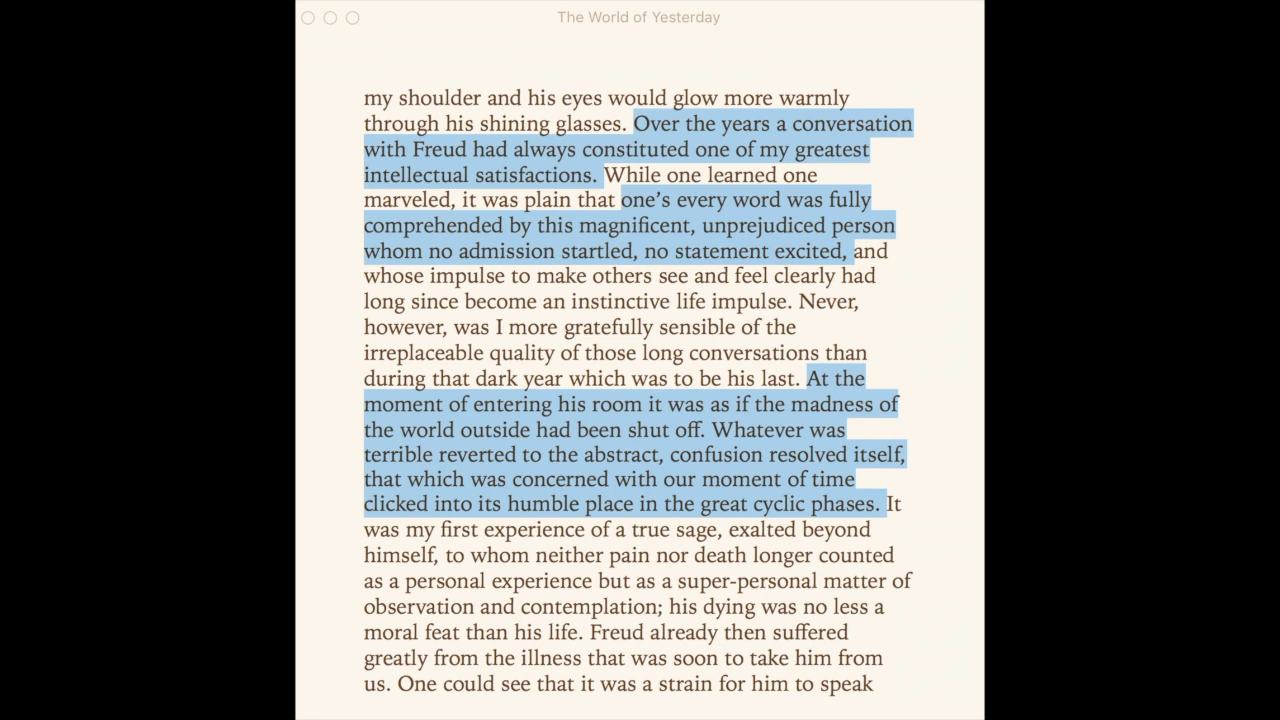 The World of Yesterday
my shoulder and his eyes would glow more warmly
through his shining glasses. Over the years a conversation
with Freud had always constituted one of my greatest
intellectual satisfactions. While one learned one
marveled, it was plain that one’s every word was fully
comprehended by this magnificent, unprejudiced person
whom no admission startled, no statement excited, and
whose impulse to make others see and feel clearly had
long since become an instinctive life impulse. Never,
however, was I more gratefully sensible of the
irreplaceable quality of those long conversations than
during that dark year which was to be his last. At the
moment of entering his room it was as if the madness of
the world outside had been shut off. Whatever was
terrible reverted to the abstract, confusion resolved itself,
that which was concerned with our moment of time
clicked into its humble place in the great cyclic phases. It
was my first experience of a true sage, exalted beyond
himself, to whom neither pain nor death longer counted
as a personal experience but as a super-personal matter of
observation and contemplation; his dying was no less a
moral feat than his life. Freud already then suffered
greatly from the illness that was soon to take him from
us. One could see that it was a strain for him to speak